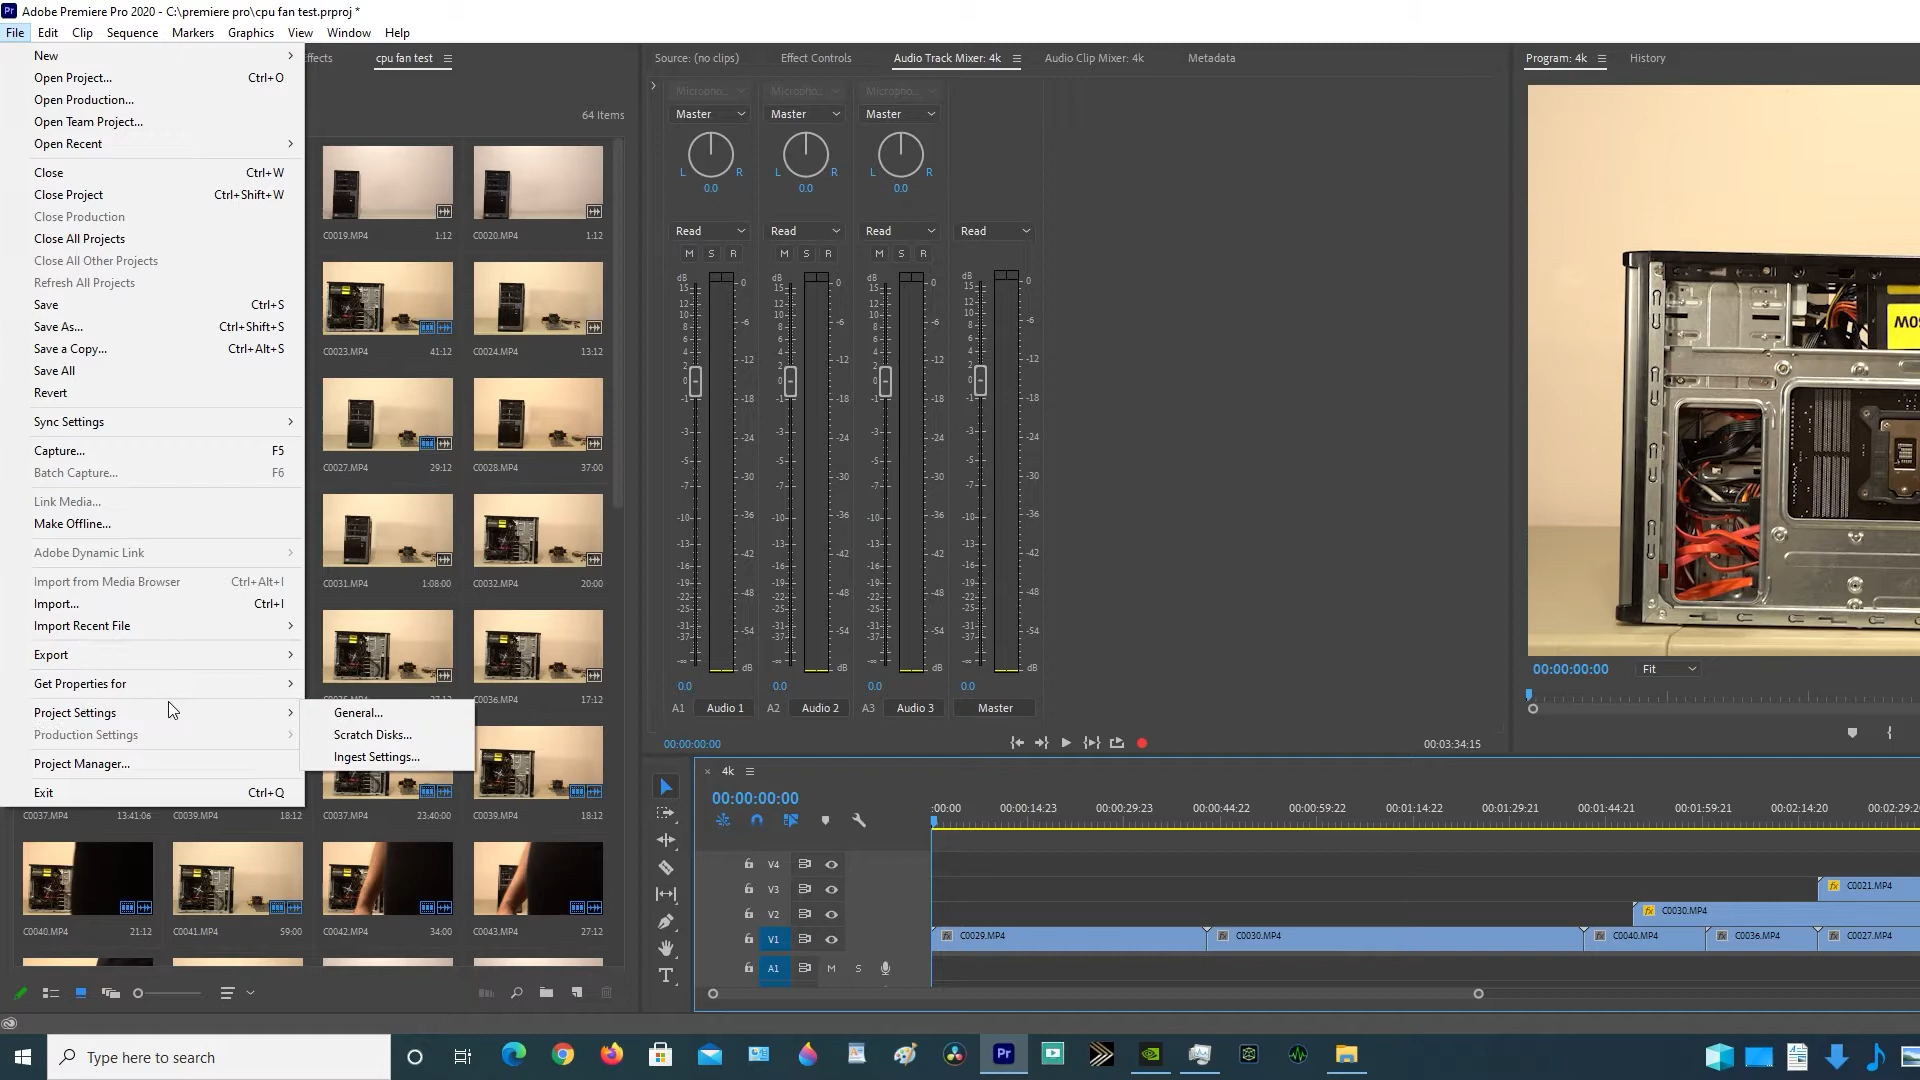 Adobe Premiere Pro 2020 - C:\premiere pro\cpu fan test.prproj *
File Edit Clip Sequence Markers Graphics View Window Help
New
Open Project... Ctrl+O
Open Production...
Open Team Project...
Open Recent
Close Ctrl+W
Close Project Ctrl+Shift+W
Close Production
Close All Projects
Close All Other Projects
Refresh All Projects
Save Ctrl+S
Save As... Ctrl+Shift+S
Save a Copy... Ctrl+Alt+S
Save All
Revert
Sync Settings
Capture... F5
Batch Capture... F6
Link Media...
Make Offline...
Adobe Dynamic Link
Import from Media Browser Ctrl+Alt+I
Import... Ctrl+I
Import Recent File
Export
Get Properties for
Project Settings
Production Settings
Project Manager...
Exit Ctrl+Q
General...
Scratch Disks...
Ingest Settings...
ffects cpu fan test
64 Items
C0019.MP4 1:12 C0020.MP4 1:12
C0023.MP4 41:12 C0024.MP4 13:12
C0027.MP4 29:12 C0028.MP4 37:00
C0031.MP4 1:08:00 C0032.MP4 20:00
C0036.MP4 17:12
C0037.MP4 13:41:06 C0039.MP4 18:12 C0037.MP4 23:40:00 C0039.MP4 18:12
C0040.MP4 21:12 C0041.MP4 59:00 C0042.MP4 34:00 C0043.MP4 27:12
Source: (no clips) Effect Controls Audio Track Mixer: 4k Audio Clip Mixer: 4k Metadata
Micropho... Micropho... Micropho...
Master Master Master
L R L R L R
0.0 0.0 0.0
Read Read Read Read
M S R M S R M S R
dB 15 12 10 8 6 4 2 0 -1 -3 -5 -7 -10 -13 -16 -19 -22 -25 -31 -37 -∞
0 -6 -12 -18 -24 -30 -36 -42 -48 -54 dB
dB 15 12 10 8 6 4 2 0 -1 -3 -5 -7 -10 -13 -16 -19 -22 -25 -31 -37 -∞
0 -6 -12 -18 -24 -30 -36 -42 -48 -54 dB
dB 15 12 10 8 6 4 2 0 -1 -3 -5 -7 -10 -13 -16 -19 -22 -25 -31 -37 -∞
0 -6 -12 -18 -24 -30 -36 -42 -48 -54 dB
dB 15 12 10 8 6 4 2 0 -1 -3 -5 -7 -10 -13 -16 -19 -22 -25 -31 -37 -∞
0 -6 -12 -18 -24 -30 -36 -42 -48 -54 dB
0.0 0.0 0.0 0.0
A1 Audio 1 A2 Audio 2 A3 Audio 3 Master
00:00:00:00 00:03:34:15
Program: 4k History
00:00:00:00 Fit
4k
00:00:00:00
:00:00 00:00:14:23 00:00:29:23 00:00:44:22 00:00:59:22 00:01:14:22 00:01:29:21 00:01:44:21 00:01:59:21 00:02:14:20 00:02:29:20
V4
V3 C0021.MP4
V2 C0030.MP4
V1 C0029.MP4 C0030.MP4 C0040.MP4 C0036.MP4 C0027.MP4
A1 M S
Type here to search